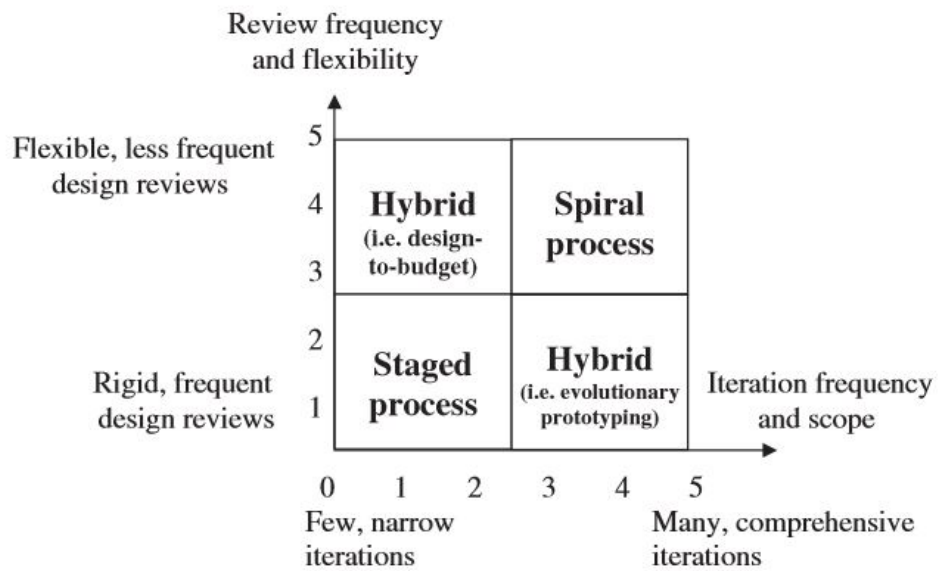 Review frequency
and flexibility
Flexible, less frequent
design reviews
5
4
3
2
1
Hybrid
(i.e. design-
to-budget)
Spiral
process
Staged
process
Hybrid
(i.e. evolutionary
prototyping)
Rigid, frequent
design reviews
Iteration frequency
and scope
0 1 2 3 4 5
Few, narrow
iterations
Many, comprehensive
iterations